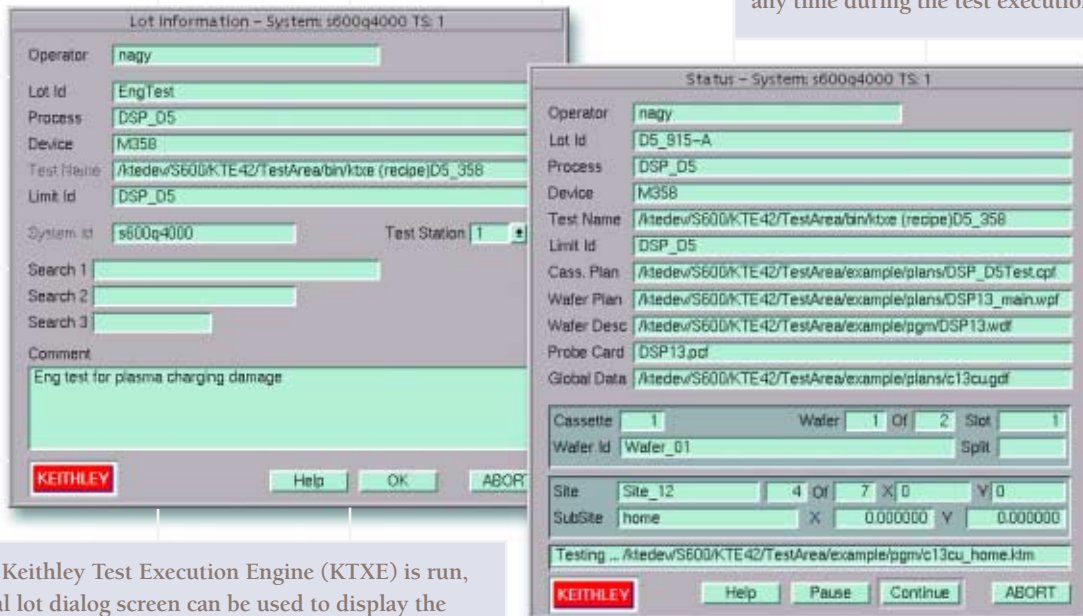 any time during the test execution
Lot Information – System: s600q4000 TS: 1
Operator nagy
Lot Id EngTest
Process DSP_D5
Device M358
Test Name /ktedev/S600/KTE42/TestArea/bin/ktxe (recipe)D5_358
Limit Id DSP_D5
System Id s600q4000 Test Station 1
Search 1
Search 2
Search 3
Comment
Eng test for plasma charging damage
KEITHLEY Help OK
Status – System: s600q4000 TS: 1
Operator nagy
Lot Id D5_915-A
Process DSP_D5
Device M358
Test Name /ktedev/S600/KTE42/TestArea/bin/ktxe (recipe)D5_358
Limit Id DSP_D5
Cass. Plan /ktedev/S600/KTE42/TestArea/example/plans/DSP_D5Test.cpf
Wafer Plan /ktedev/S600/KTE42/TestArea/example/plans/DSP13_main.wpf
Wafer Desc /ktedev/S600/KTE42/TestArea/example/pgm/DSP13.wdf
Probe Card DSP13.pcf
Global Data /ktedev/S600/KTE42/TestArea/example/plans/c13cu.gdf
Cassette 1 Wafer 1 Of 2 Slot 1
Wafer Id Wafer_01 Split
Site Site_12 4 Of 7 X 0 Y 0
SubSite home X 0.000000 Y 0.000000
Testing ... /ktedev/S600/KTE42/TestArea/example/pgm/c13cu_home.ktm
KEITHLEY Help Pause Continue ABORT
Keithley Test Execution Engine (KTXE) is run,
lot dialog screen can be used to display the